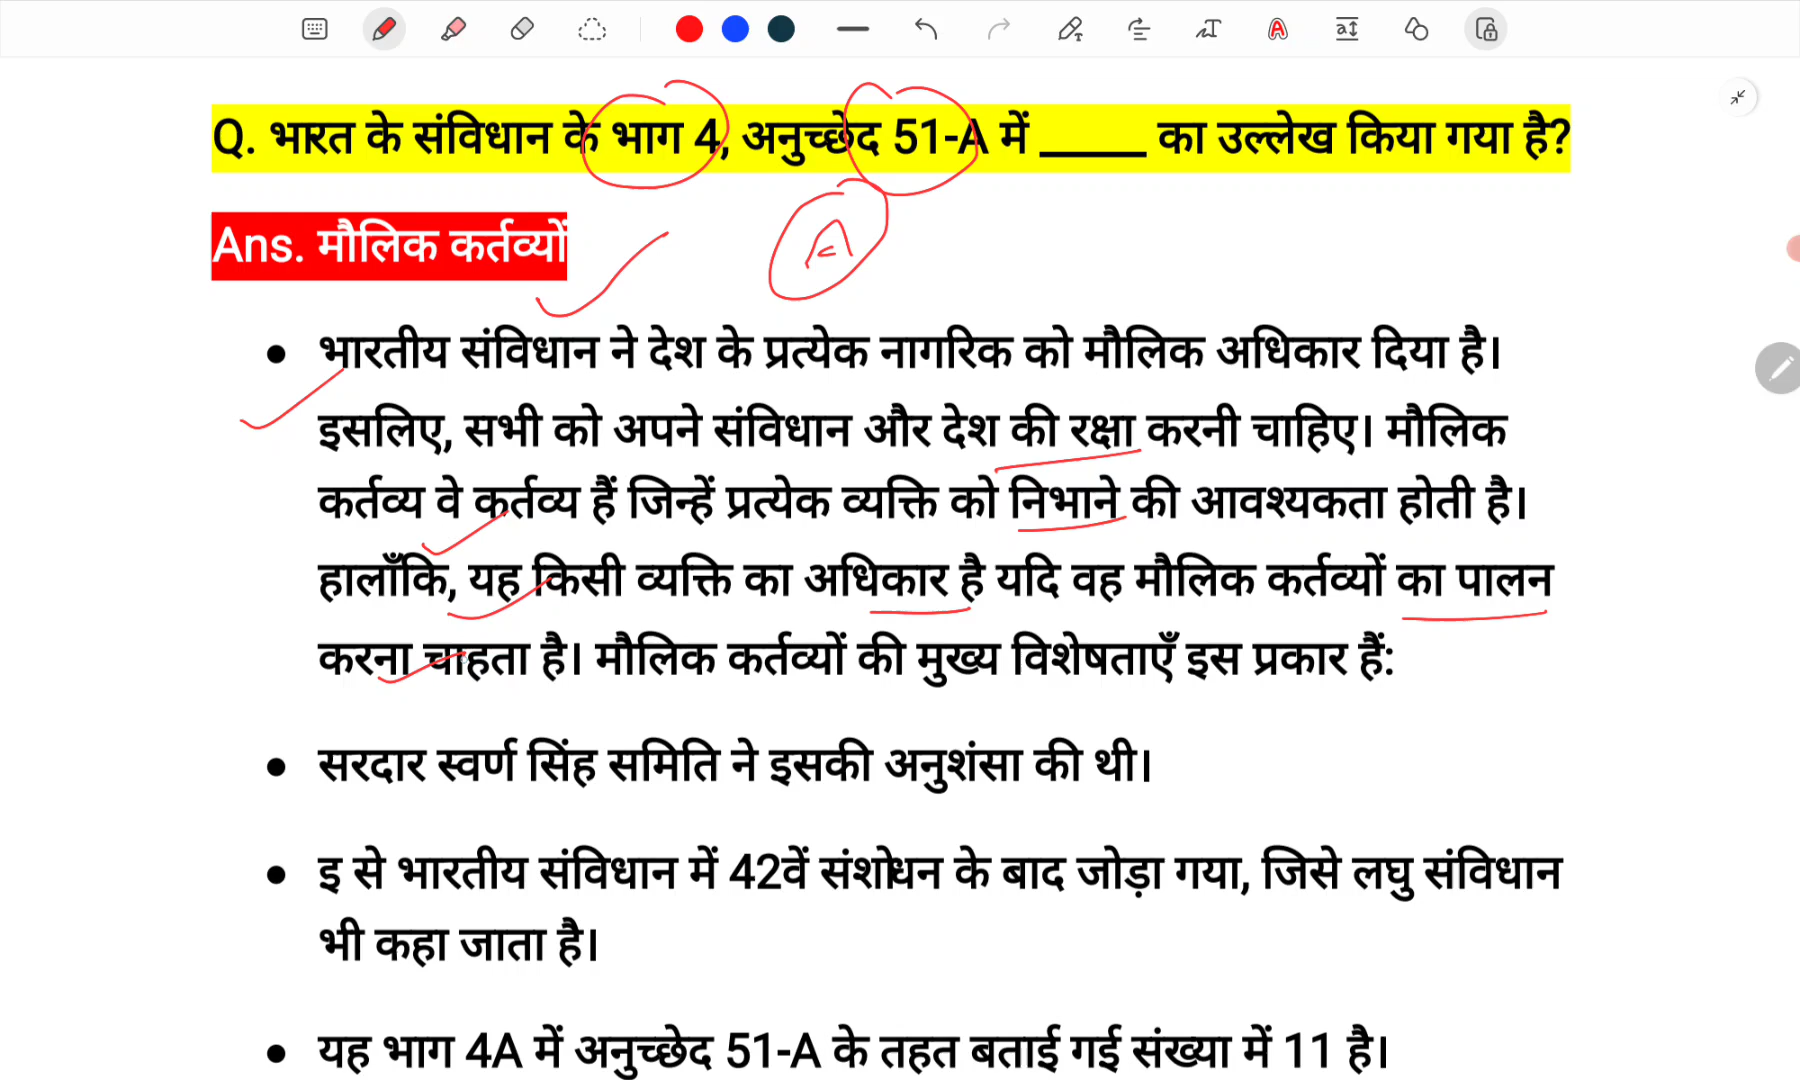 Q. भारत के संविधान के भाग 4, अनुच्छेद 51-A में _____ का उल्लेख किया गया है?
A
Ans. मौलिक कर्तव्यों
● भारतीय संविधान ने देश के प्रत्येक नागरिक को मौलिक अधिकार दिया है।
इसलिए, सभी को अपने संविधान और देश की रक्षा करनी चाहिए। मौलिक
कर्तव्य वे कर्तव्य हैं जिन्हें प्रत्येक व्यक्ति को निभाने की आवश्यकता होती है।
हालाँकि, यह किसी व्यक्ति का अधिकार है यदि वह मौलिक कर्तव्यों का पालन
करना चाहता है। मौलिक कर्तव्यों की मुख्य विशेषताएँ इस प्रकार हैं:
● सरदार स्वर्ण सिंह समिति ने इसकी अनुशंसा की थी।
● इ से भारतीय संविधान में 42वें संशोधन के बाद जोड़ा गया, जिसे लघु संविधान
भी कहा जाता है।
● यह भाग 4A में अनुच्छेद 51-A के तहत बताई गई संख्या में 11 है।